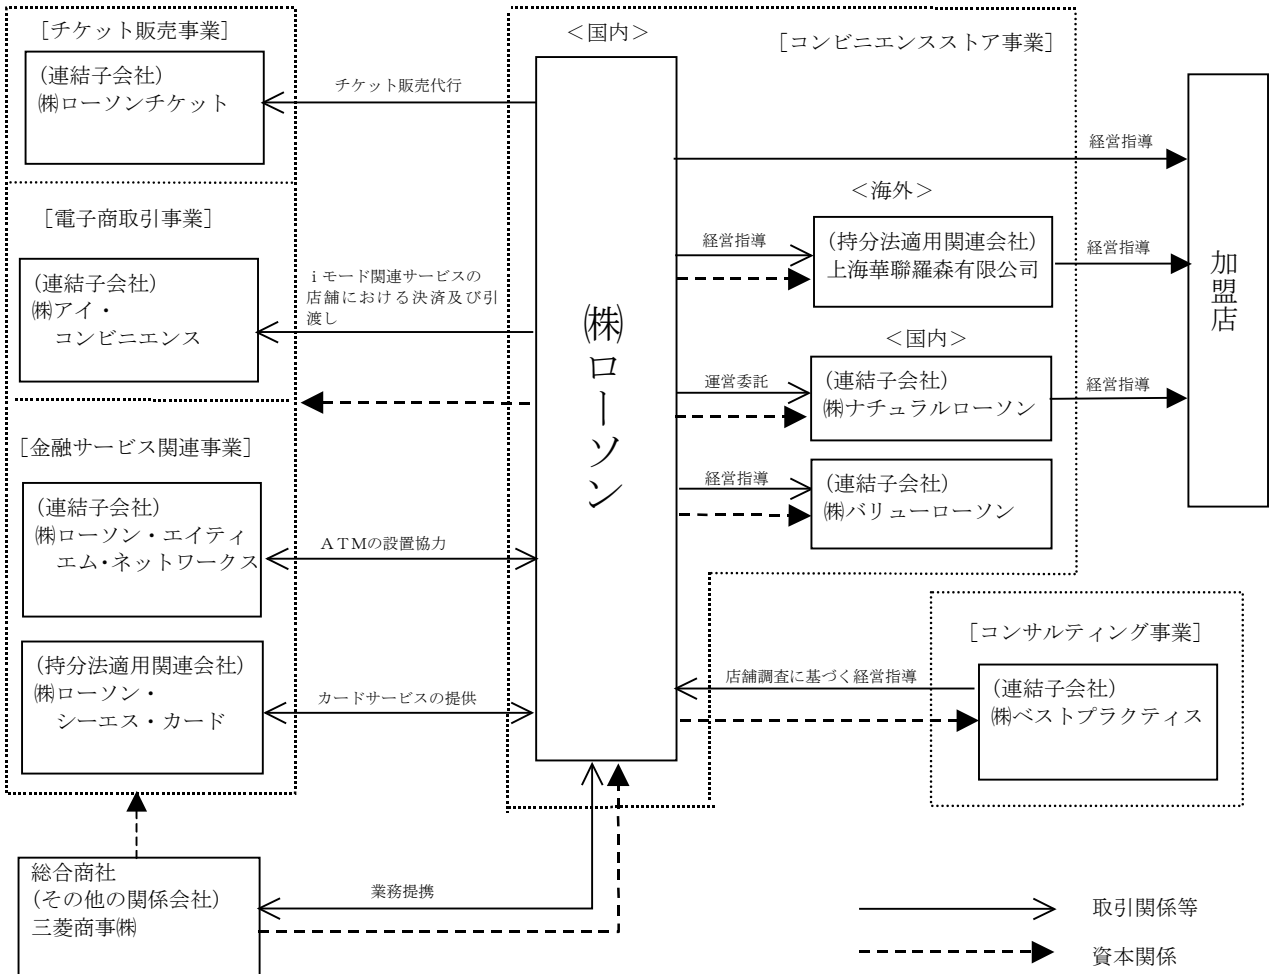 ［チケット販売事業］
(連結子会社)
㈱ローソンチケット
チケット販売代行
［電子商取引事業］
(連結子会社)
㈱アイ・
コンビニエンス
ｉモード関連サービスの
店舗における決済及び引
渡し
［金融サービス関連事業］
(連結子会社)
㈱ローソン・エイティ
エム・ネットワークス
ＡＴＭの設置協力
(持分法適用関連会社)
㈱ローソン・
シーエス・カード
カードサービスの提供
総合商社
(その他の関係会社)
三菱商事㈱
業務提携
＜国内＞
㈱ローソン
［コンビニエンスストア事業］
経営指導
＜海外＞
経営指導
(持分法適用関連会社)
上海華聯羅森有限公司
経営指導
＜国内＞
運営委託
(連結子会社)
㈱ナチュラルローソン
経営指導
経営指導
(連結子会社)
㈱バリューローソン
加盟店
［コンサルティング事業］
店舗調査に基づく経営指導
(連結子会社)
㈱ベストプラクティス
取引関係等
資本関係